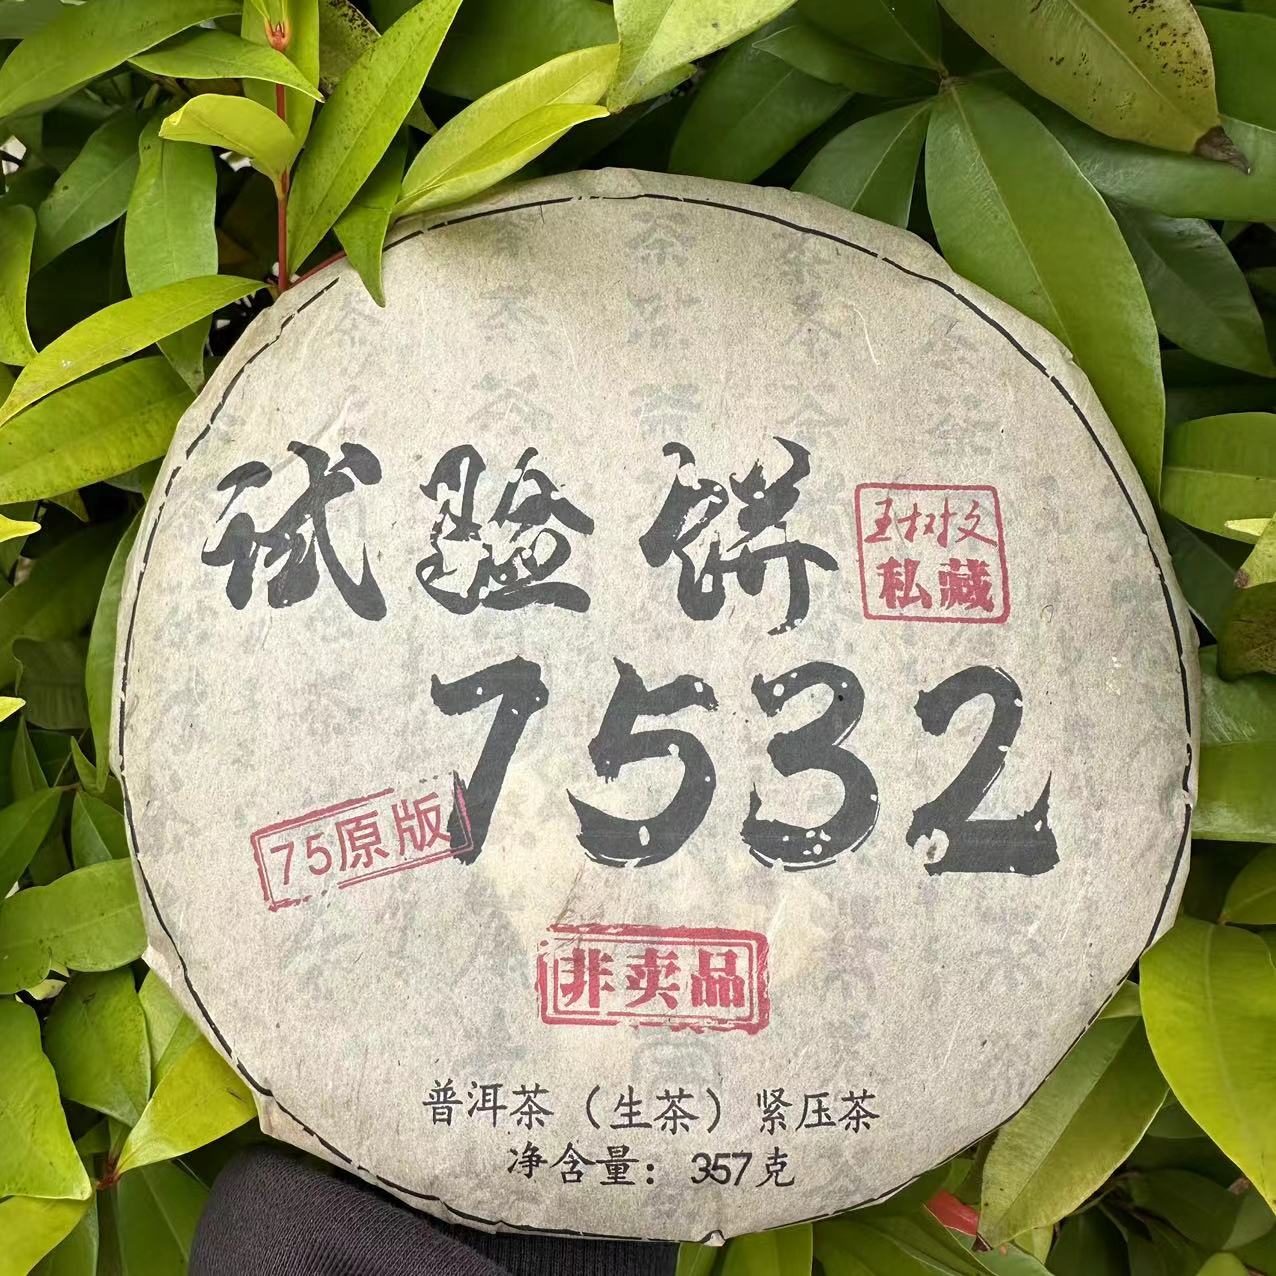 试验饼
王树文
私藏
7532
75原版
非卖品
普洱茶（生茶）紧压茶
净含量：357克